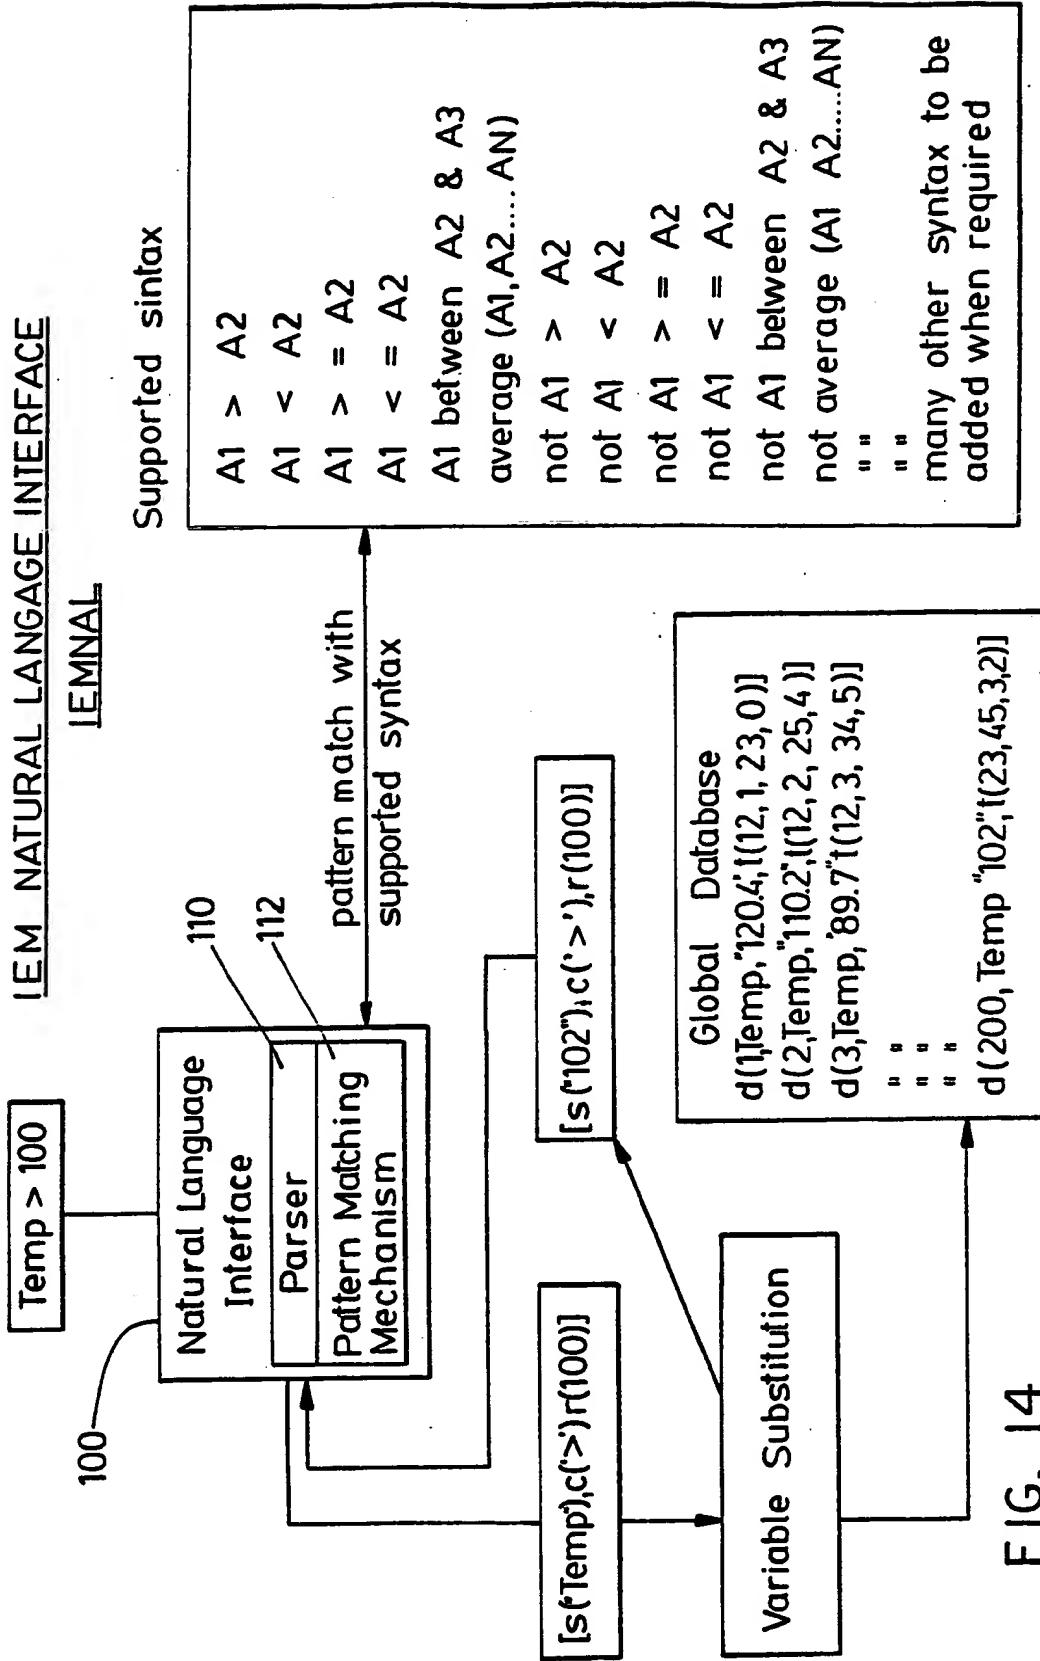 IEM NATURAL LANGAGE INTERFACE
IEMNAL
Temp > 100
100
Natural Language
Interface
Parser
Pattern Matching
Mechanism
110
112
pattern match with
supported syntax
Supported sintax
A1 > A2
A1 < A2
A1 > = A2
A1 < = A2
A1 between A2 & A3
average (A1,A2.... AN)
not A1 > A2
not A1 < A2
not A1 > = A2
not A1 < = A2
not A1 between A2 & A3
not average (A1 A2.....AN)
" "
" "
many other syntax to be
added when required
[s("Temp"),c('>')r(100)]
[s("102"),c('>'),r(100)]
Variable Substitution
Global Database
d(1,Temp,"120.4",t(12,1,23,0)]
d(2,Temp,"110.2",t(12,2,25,4)]
d(3,Temp,"89.7"t(12,3,34,5)]
" "
" "
" "
d(200,Temp "102",t(23,45,3,2)]
FIG. 14